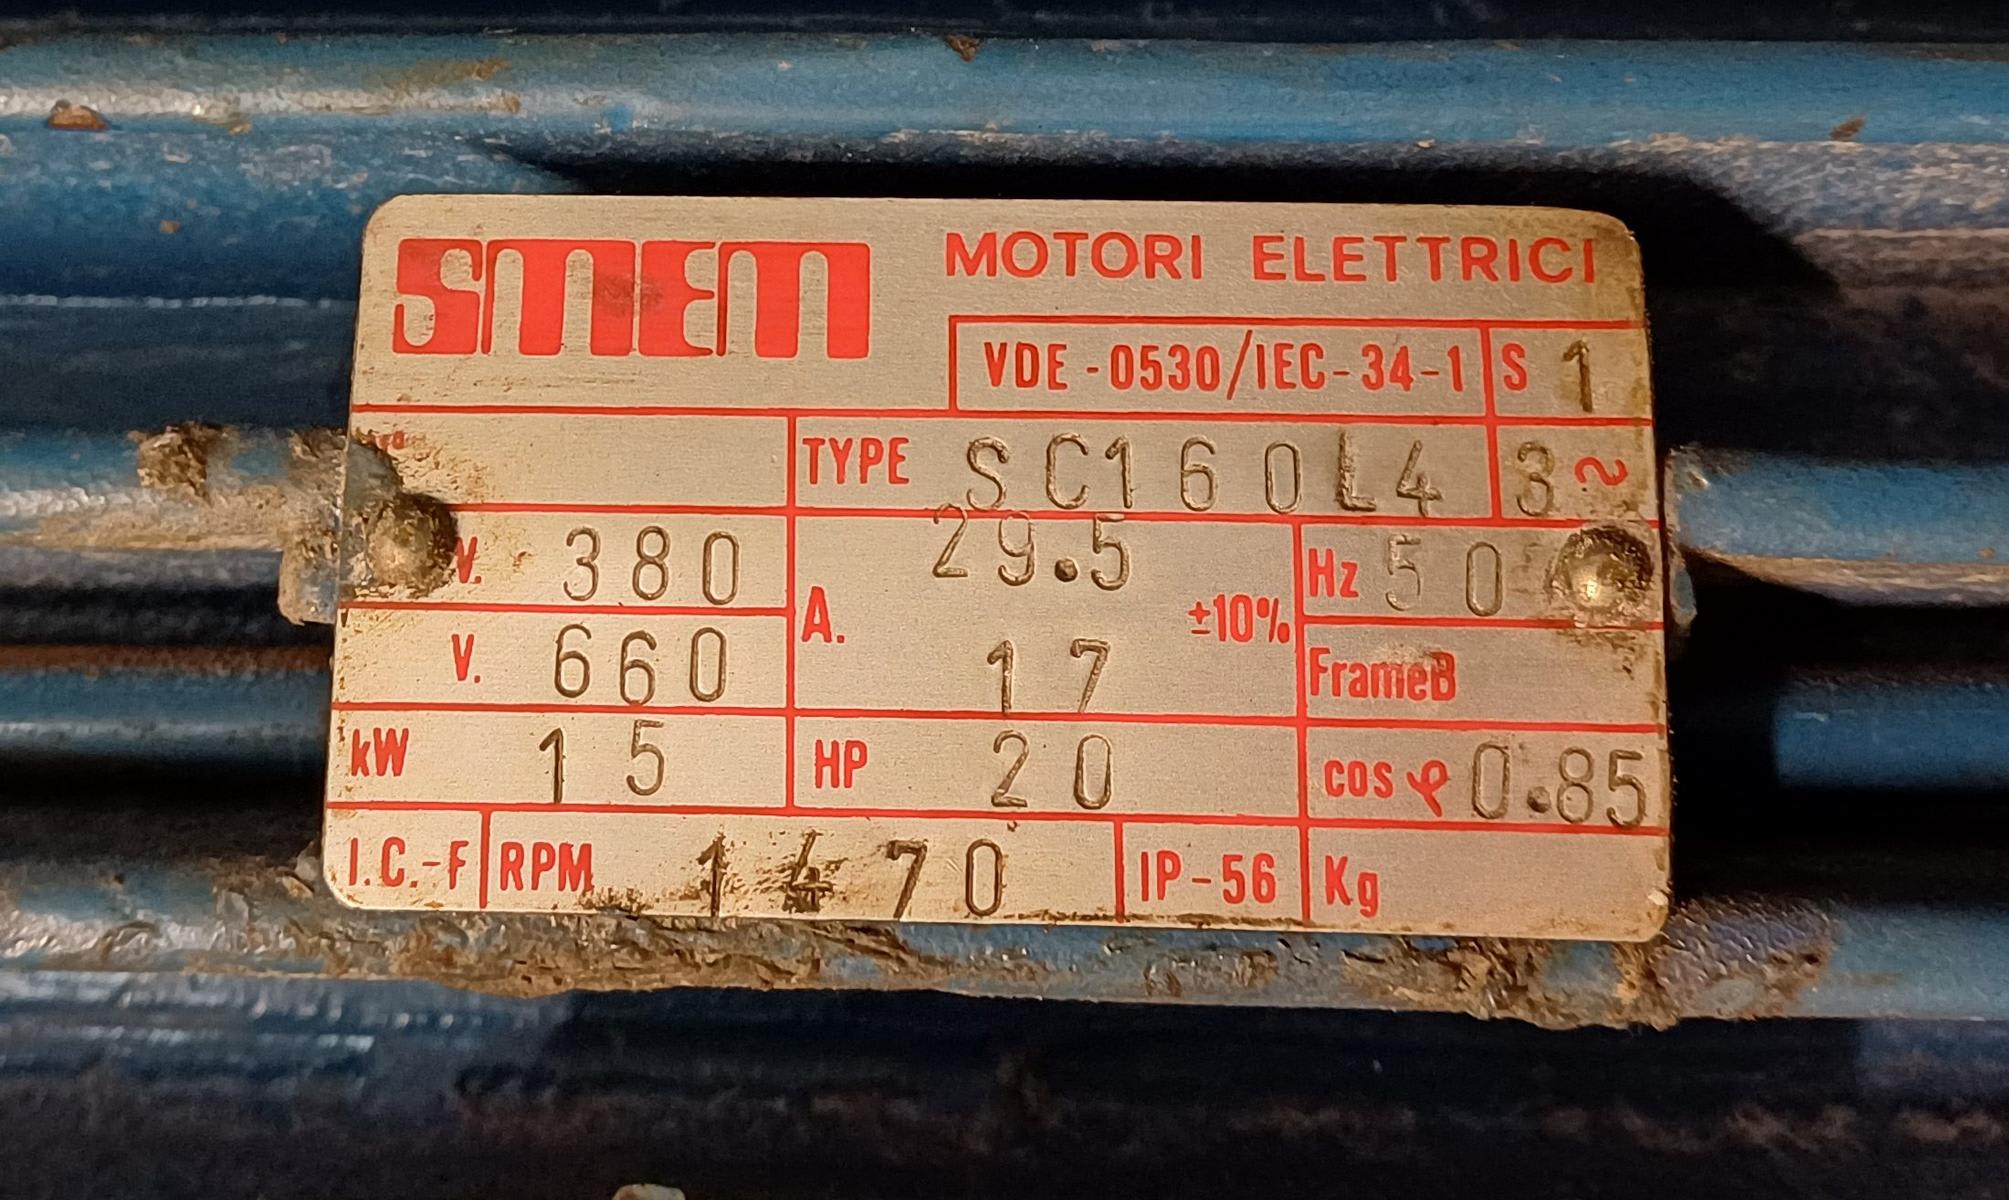 SMEM MOTORI ELETTRICI
VDE-0530/IEC-34-1 S 1
TYPE SC160L4 3~
V. 380 A. 29.5 ±10% Hz 50
V. 660 17 FrameB
kW 15 HP 20 cos φ 0.85
I.C.-F RPM 1470 IP-56 Kg